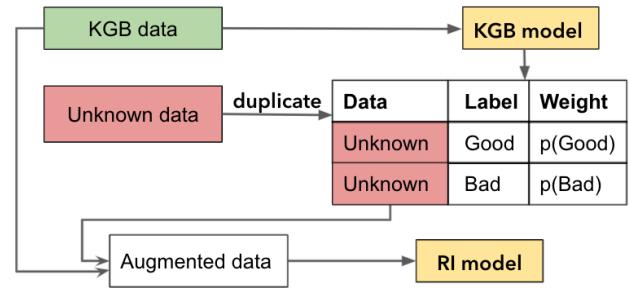 KGB data
KGB model
Unknown data
duplicate
Data Label Weight
Unknown Good p(Good)
Unknown Bad p(Bad)
Augmented data
RI model